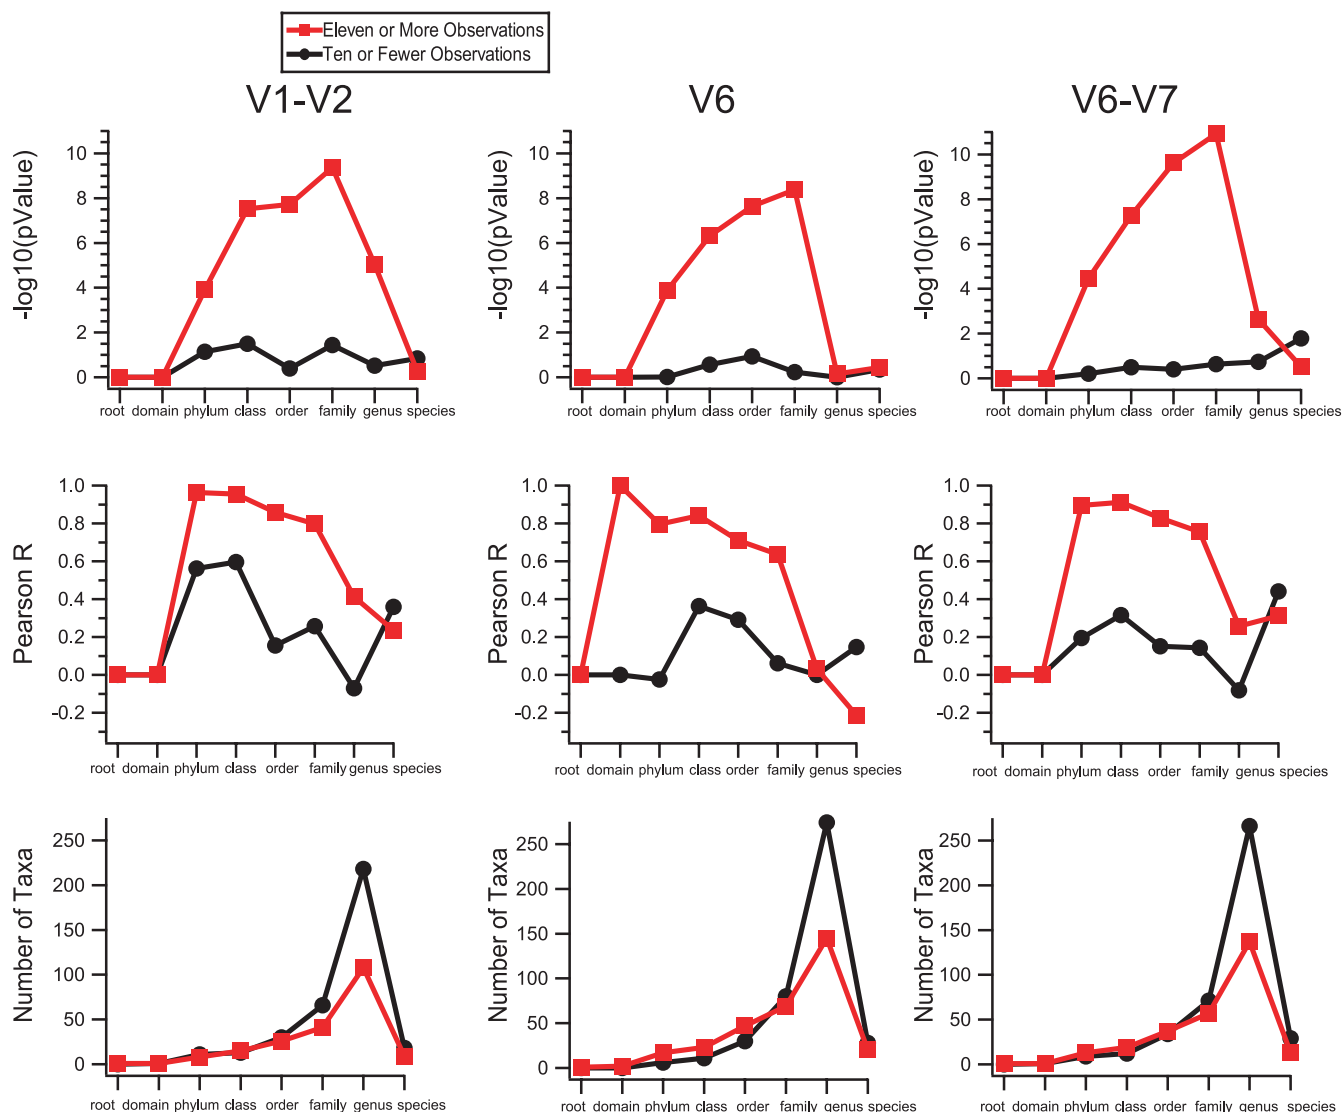 Eleven or More Observations
Ten or Fewer Observations
V1-V2
V6
V6-V7
-log10(pValue)
10
8
6
4
2
0
root domain phylum class order family genus species
-log10(pValue)
10
8
6
4
2
0
root domain phylum class order family genus species
-log10(pValue)
10
8
6
4
2
0
root domain phylum class order family genus species
Pearson R
1.0
0.8
0.6
0.4
0.2
0.0
-0.2
root domain phylum class order family genus species
Pearson R
1.0
0.8
0.6
0.4
0.2
0.0
-0.2
root domain phylum class order family genus species
Pearson R
1.0
0.8
0.6
0.4
0.2
0.0
-0.2
root domain phylum class order family genus species
Number of Taxa
250
200
150
100
50
0
root domain phylum class order family genus species
Number of Taxa
250
200
150
100
50
0
root domain phylum class order family genus species
Number of Taxa
250
200
150
100
50
0
root domain phylum class order family genus species